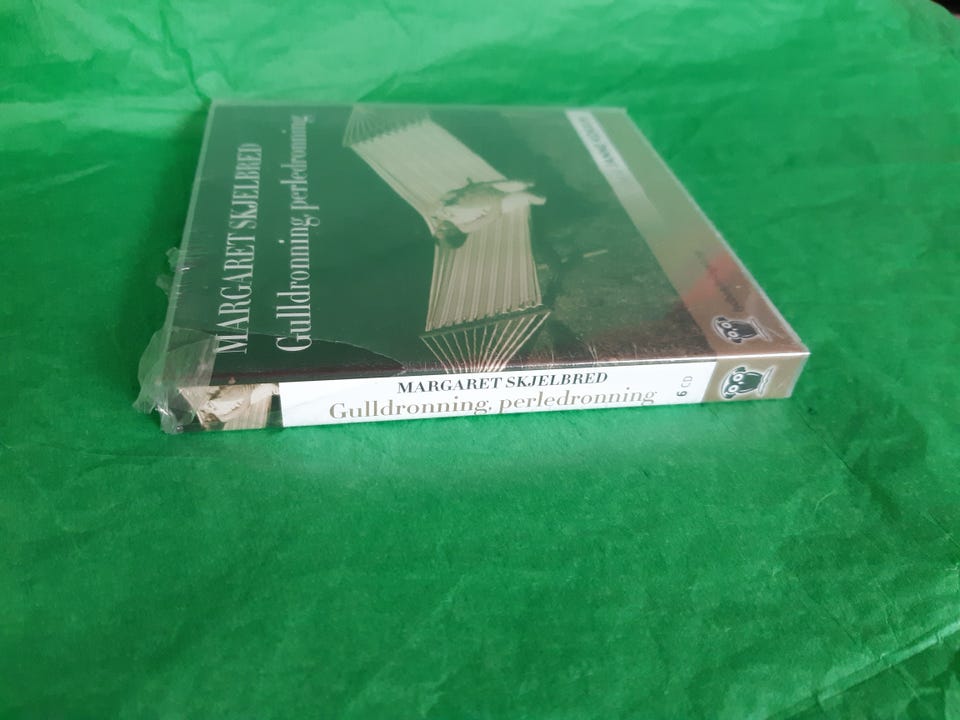 MARGARET SKJELBRED
Gulldronning, perledronning
MARGARET SKJELBRED
Gulldronning, perledronning
6 CD